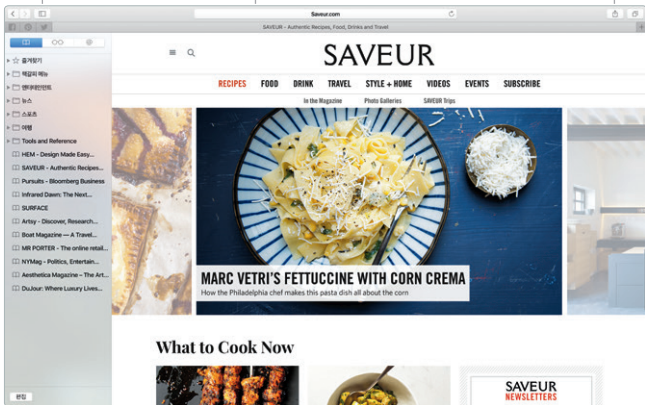 Saveur.com
SAVEUR - Authentic Recipes, Food, Drinks and Travel
즐겨찾기
책갈피 메뉴
엔터테인먼트
뉴스
스포츠
여행
Tools and Reference
HEM - Design Made Easy...
SAVEUR - Authentic Recipes...
Pursuits - Bloomberg Business
Infrared Dawn: The Next...
SURFACE
Artsy - Discover, Research...
Boat Magazine — A Travel...
MR PORTER - The online retail...
NYMag - Politics, Entertain...
Aesthetica Magazine – The Art...
DuJour: Where Luxury Lives...
편집
SAVEUR
RECIPES FOOD DRINK TRAVEL STYLE + HOME VIDEOS EVENTS SUBSCRIBE
In the Magazine Photo Galleries SAVEUR Trips
MARC VETRI'S FETTUCCINE WITH CORN CREMA
How the Philadelphia chef makes this pasta dish all about the corn
What to Cook Now
SAVEUR
NEWSLETTERS